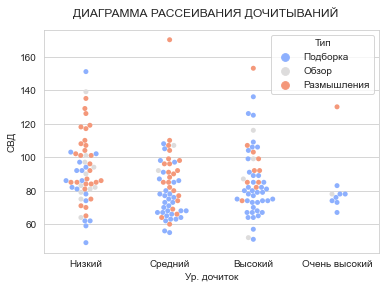 ДИАГРАММА РАССЕИВАНИЯ ДОЧИТЫВАНИЙ
Тип
Подборка
Обзор
Размышления
СВД
160
140
120
100
80
60
Низкий
Средний
Высокий
Очень высокий
Ур. дочиток